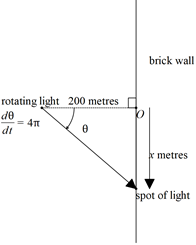 brick wall
rotating light 200 metres
dθ/dt = 4π
O
θ
x metres
spot of light